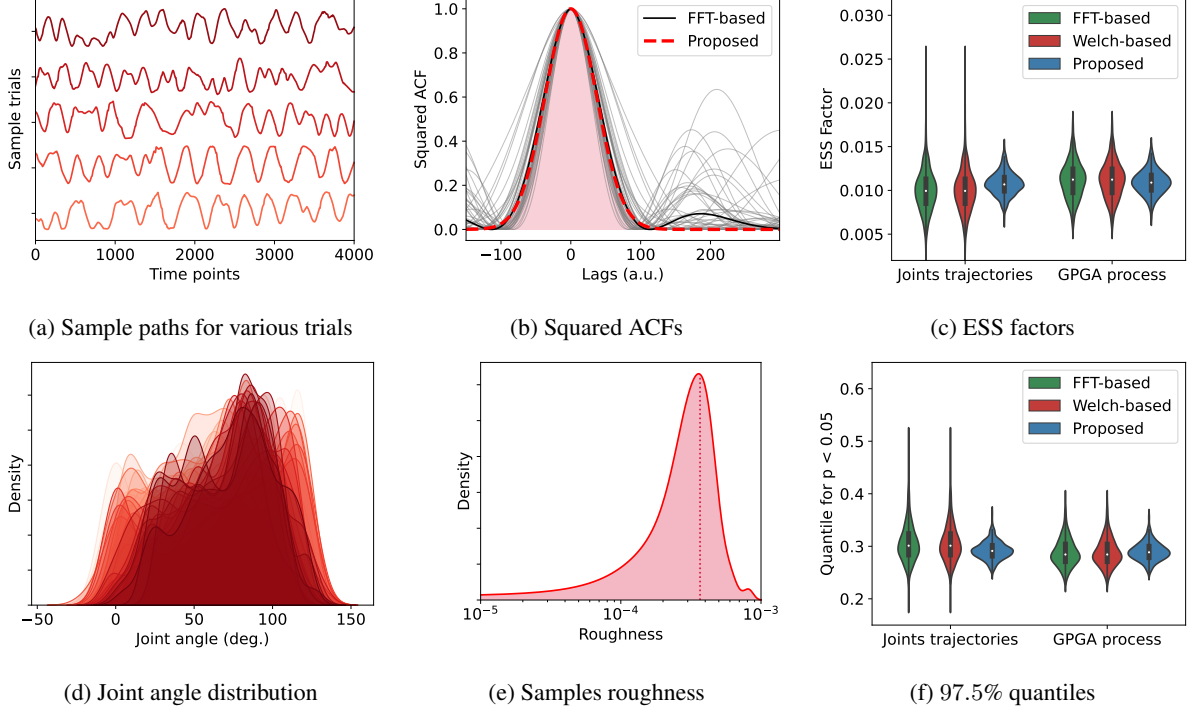 Sample trials
0 1000 2000 3000 4000
Time points
(a) Sample paths for various trials
1.0
0.8
0.6
0.4
0.2
0.0
Squared ACF
FFT-based
Proposed
−100 0 100 200
Lags (a.u.)
(b) Squared ACFs
0.030
0.025
0.020
0.015
0.010
0.005
ESS Factor
FFT-based
Welch-based
Proposed
Joints trajectories GPGA process
(c) ESS factors
Density
−50 0 50 100 150
Joint angle (deg.)
(d) Joint angle distribution
Density
10⁻⁵ 10⁻⁴ 10⁻³
Roughness
(e) Samples roughness
0.6
0.5
0.4
0.3
0.2
Quantile for p < 0.05
FFT-based
Welch-based
Proposed
Joints trajectories GPGA process
(f) 97.5% quantiles